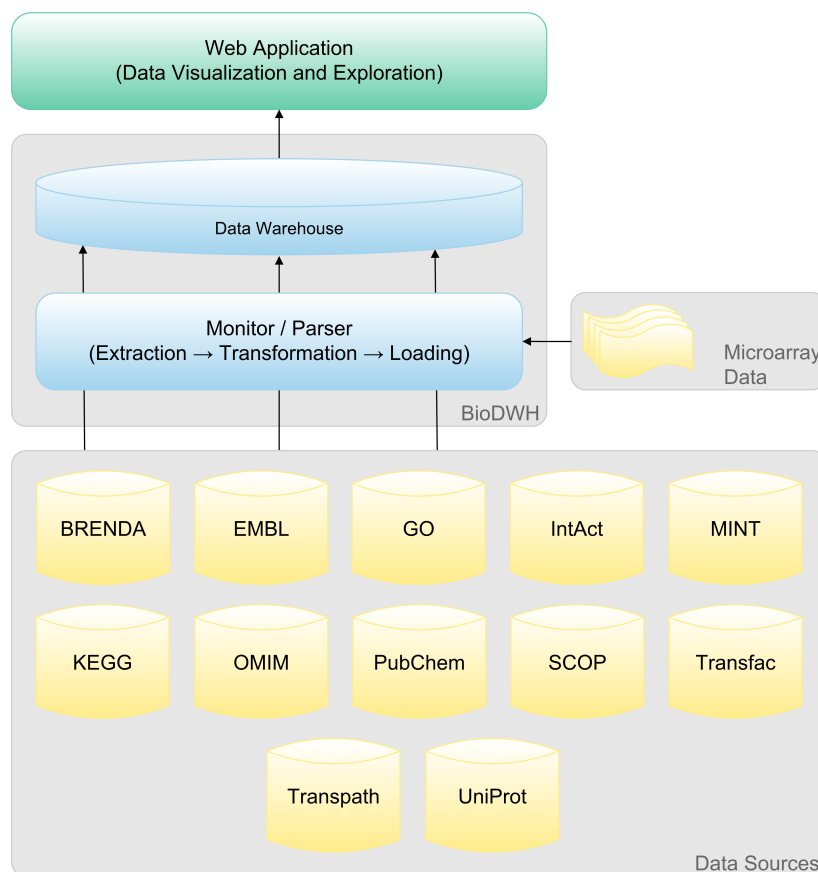 Web Application
(Data Visualization and Exploration)
Data Warehouse
Monitor / Parser
(Extraction → Transformation → Loading)
Microarray
Data
BioDWH
BRENDA
EMBL
GO
IntAct
MINT
KEGG
OMIM
PubChem
SCOP
Transfac
Transpath
UniProt
Data Sources